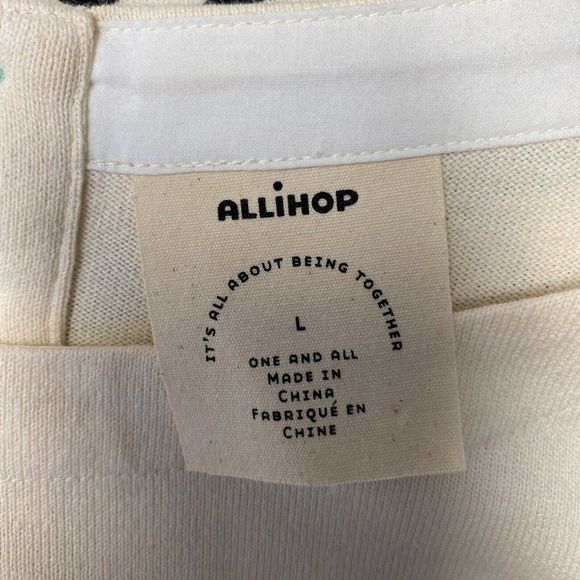 ALLiHOP
IT'S ALL ABOUT BEING TOGETHER
L
ONE AND ALL
MADE IN
CHINA
FABRIQUÉ EN
CHINE